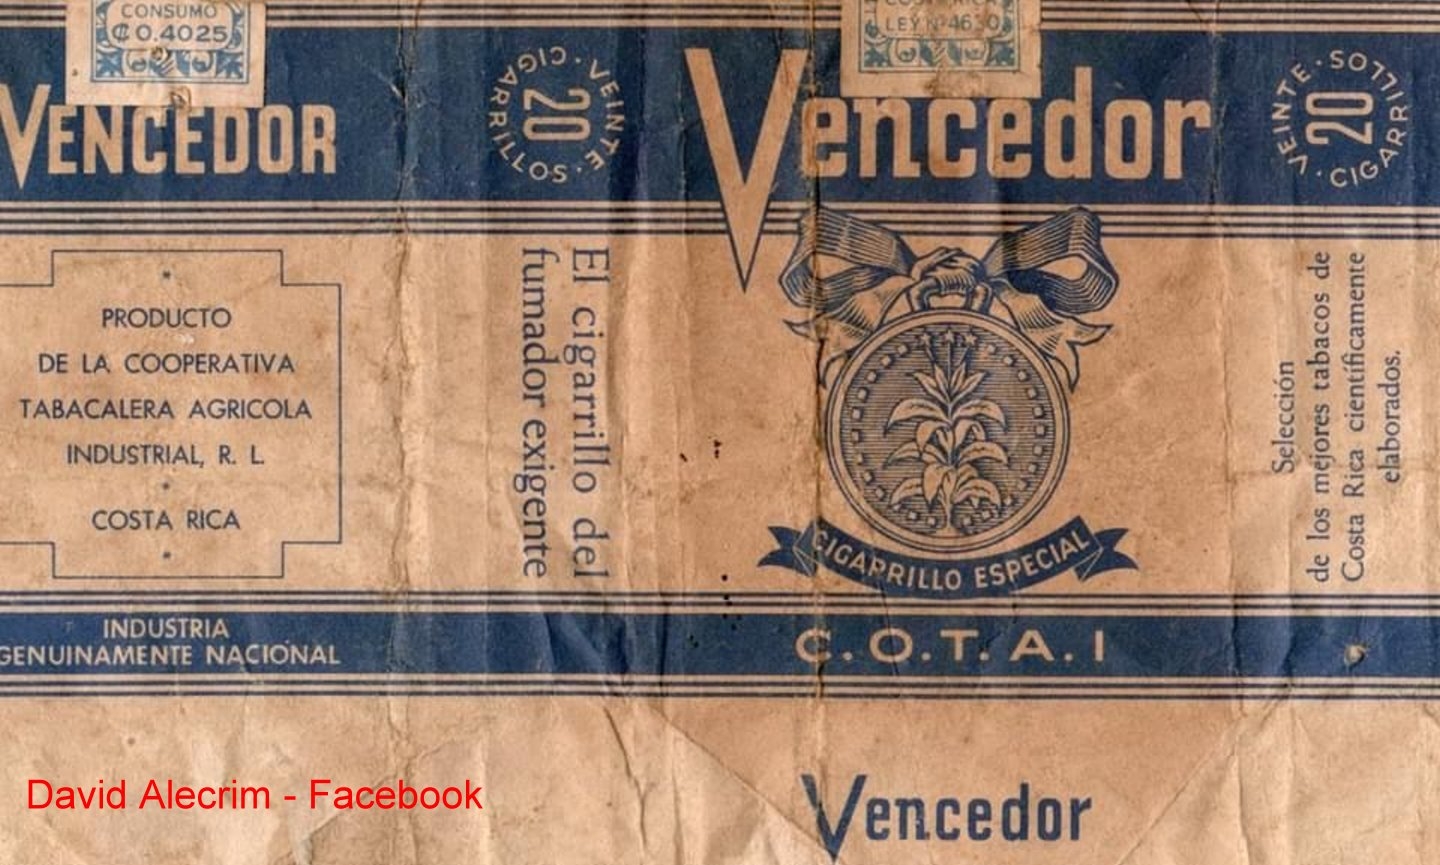 CONSUMO
₡0.4025
COSTA RICA
LEY Nº 4630
VENCEDOR
VEINTE · CIGARRILLOS ·
20
Vencedor
VEINTE · CIGARRILLOS ·
20
PRODUCTO
DE LA COOPERATIVA
TABACALERA AGRICOLA
INDUSTRIAL, R. L.
COSTA RICA
El cigarrillo del
fumador exigente
CIGARRILLO ESPECIAL
Selección
de los mejores tabacos de
Costa Rica científicamente
elaborados.
INDUSTRIA
GENUINAMENTE NACIONAL
C.O.T.A.I
David Alecrim - Facebook
Vencedor